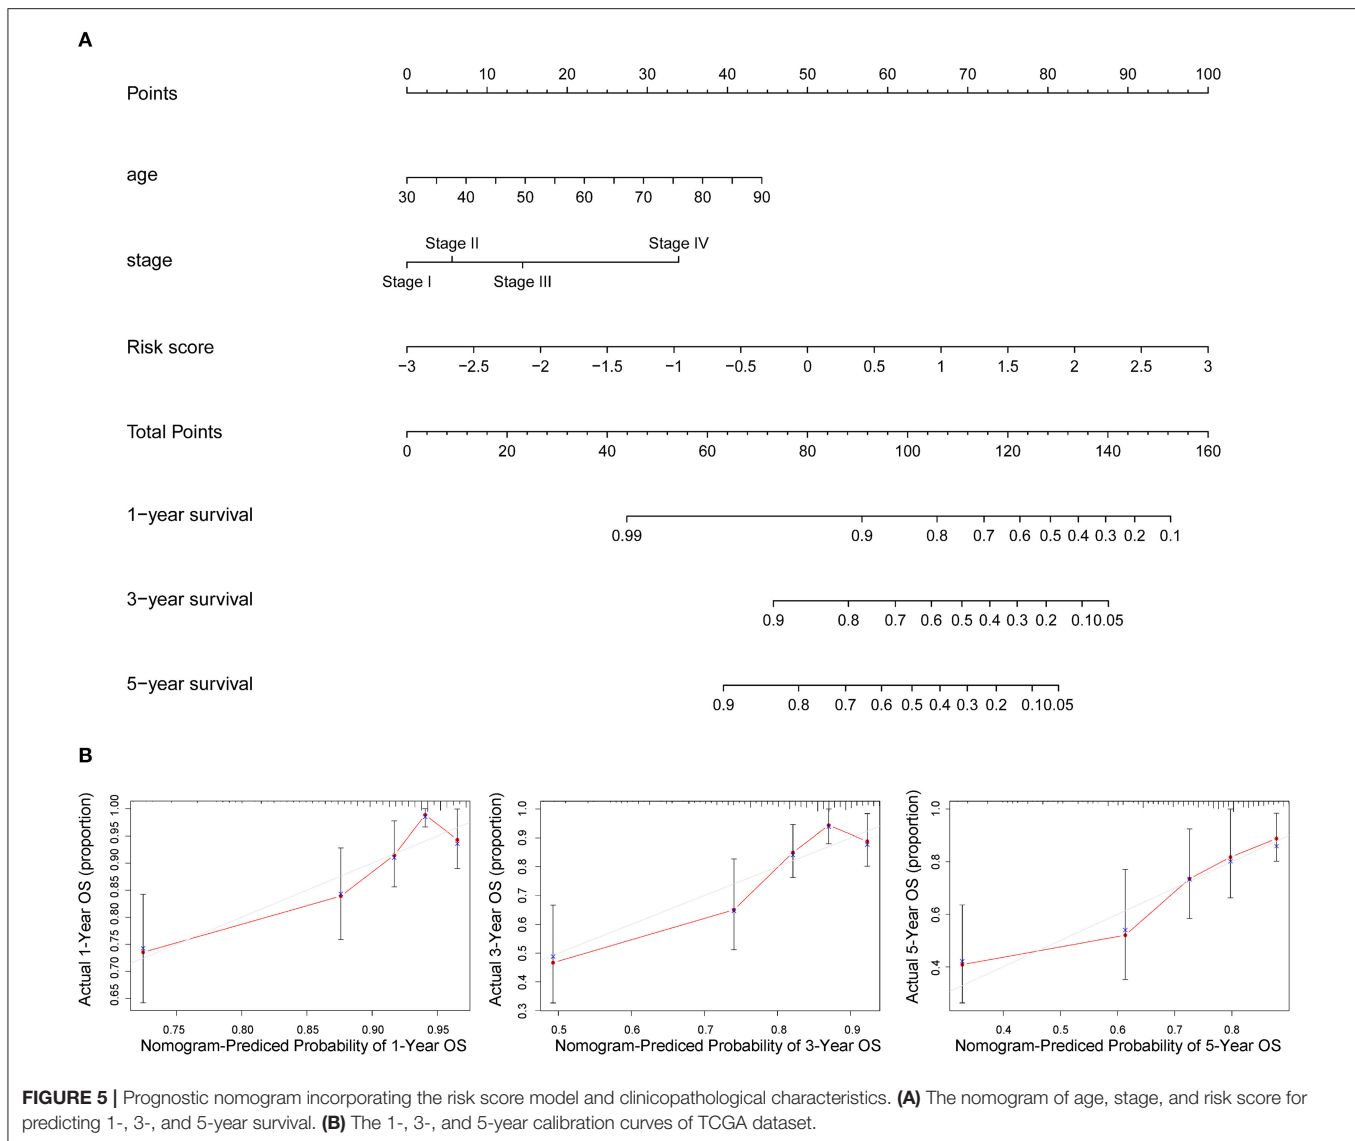 A
0 10 20 30 40 50 60 70 80 90 100
Points
age
30 40 50 60 70 80 90
Stage II Stage IV
stage
Stage I Stage III
Risk score
−3 −2.5 −2 −1.5 −1 −0.5 0 0.5 1 1.5 2 2.5 3
Total Points
0 20 40 60 80 100 120 140 160
1−year survival
0.99 0.9 0.8 0.7 0.6 0.5 0.4 0.3 0.2 0.1
3−year survival
0.9 0.8 0.7 0.6 0.5 0.4 0.3 0.2 0.10.05
5−year survival
0.9 0.8 0.7 0.6 0.5 0.4 0.3 0.2 0.10.05
B
Actual 1-Year OS (proportion)
0.65 0.70 0.75 0.80 0.85 0.90 0.95 1.00
0.75 0.80 0.85 0.90 0.95
Nomogram-Prediced Probability of 1-Year OS
Actual 3-Year OS (proportion)
0.3 0.4 0.5 0.6 0.7 0.8 0.9 1.0
0.5 0.6 0.7 0.8 0.9
Nomogram-Prediced Probability of 3-Year OS
Actual 5-Year OS (proportion)
0.4 0.6 0.8 1.0
0.4 0.5 0.6 0.7 0.8
Nomogram-Prediced Probability of 5-Year OS
FIGURE 5 | Prognostic nomogram incorporating the risk score model and clinicopathological characteristics. (A) The nomogram of age, stage, and risk score for
predicting 1-, 3-, and 5-year survival. (B) The 1-, 3-, and 5-year calibration curves of TCGA dataset.